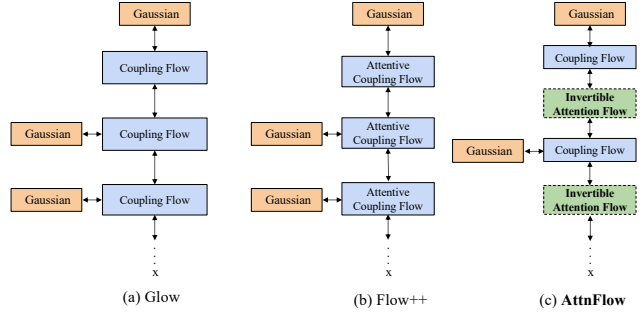 Gaussian
Coupling Flow
Gaussian
Coupling Flow
Gaussian
Coupling Flow
x
(a) Glow
Gaussian
Attentive
Coupling Flow
Gaussian
Attentive
Coupling Flow
Gaussian
Attentive
Coupling Flow
x
(b) Flow++
Gaussian
Coupling Flow
Invertible
Attention Flow
Gaussian
Coupling Flow
Invertible
Attention Flow
x
(c) AttnFlow